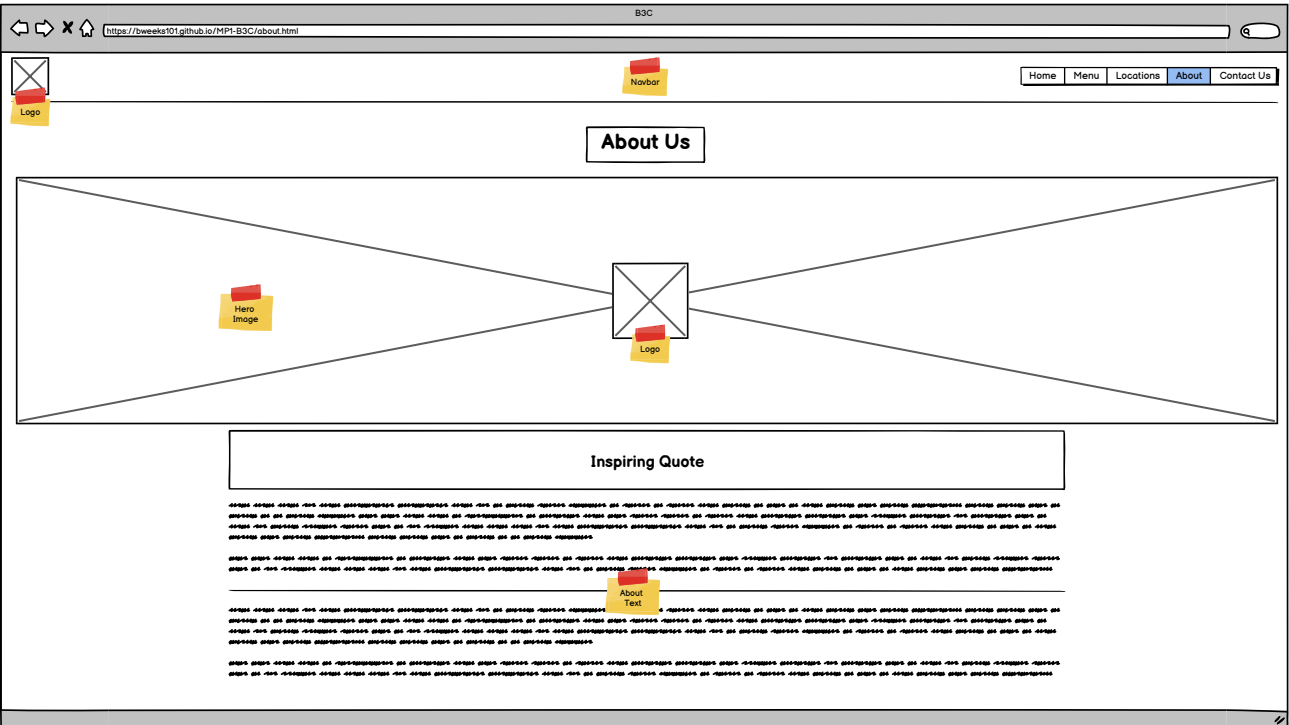 B3C
https://bweeks101.github.io/MP1-B3C/about.html
Navbar
Home Menu Locations About Contact Us
Logo
About Us
Hero
Image
Logo
Inspiring Quote
About
Text